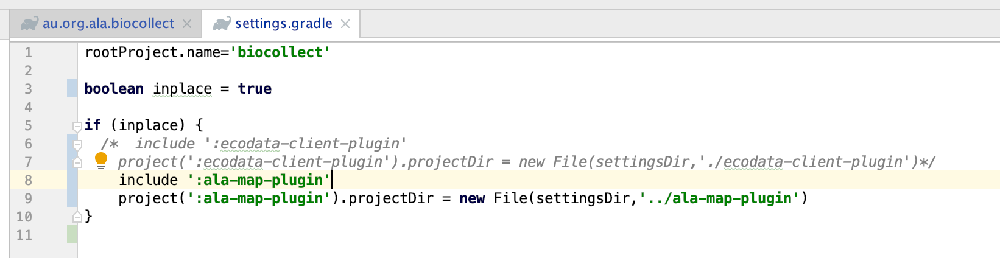 au.org.ala.biocollect settings.gradle
1 rootProject.name='biocollect'
2
3 boolean inplace = true
4
5 if (inplace) {
6 /* include ':ecodata-client-plugin'
7 project(':ecodata-client-plugin').projectDir = new File(settingsDir,'./ecodata-client-plugin')*/
8 include ':ala-map-plugin'
9 project(':ala-map-plugin').projectDir = new File(settingsDir,'../ala-map-plugin')
10 }
11